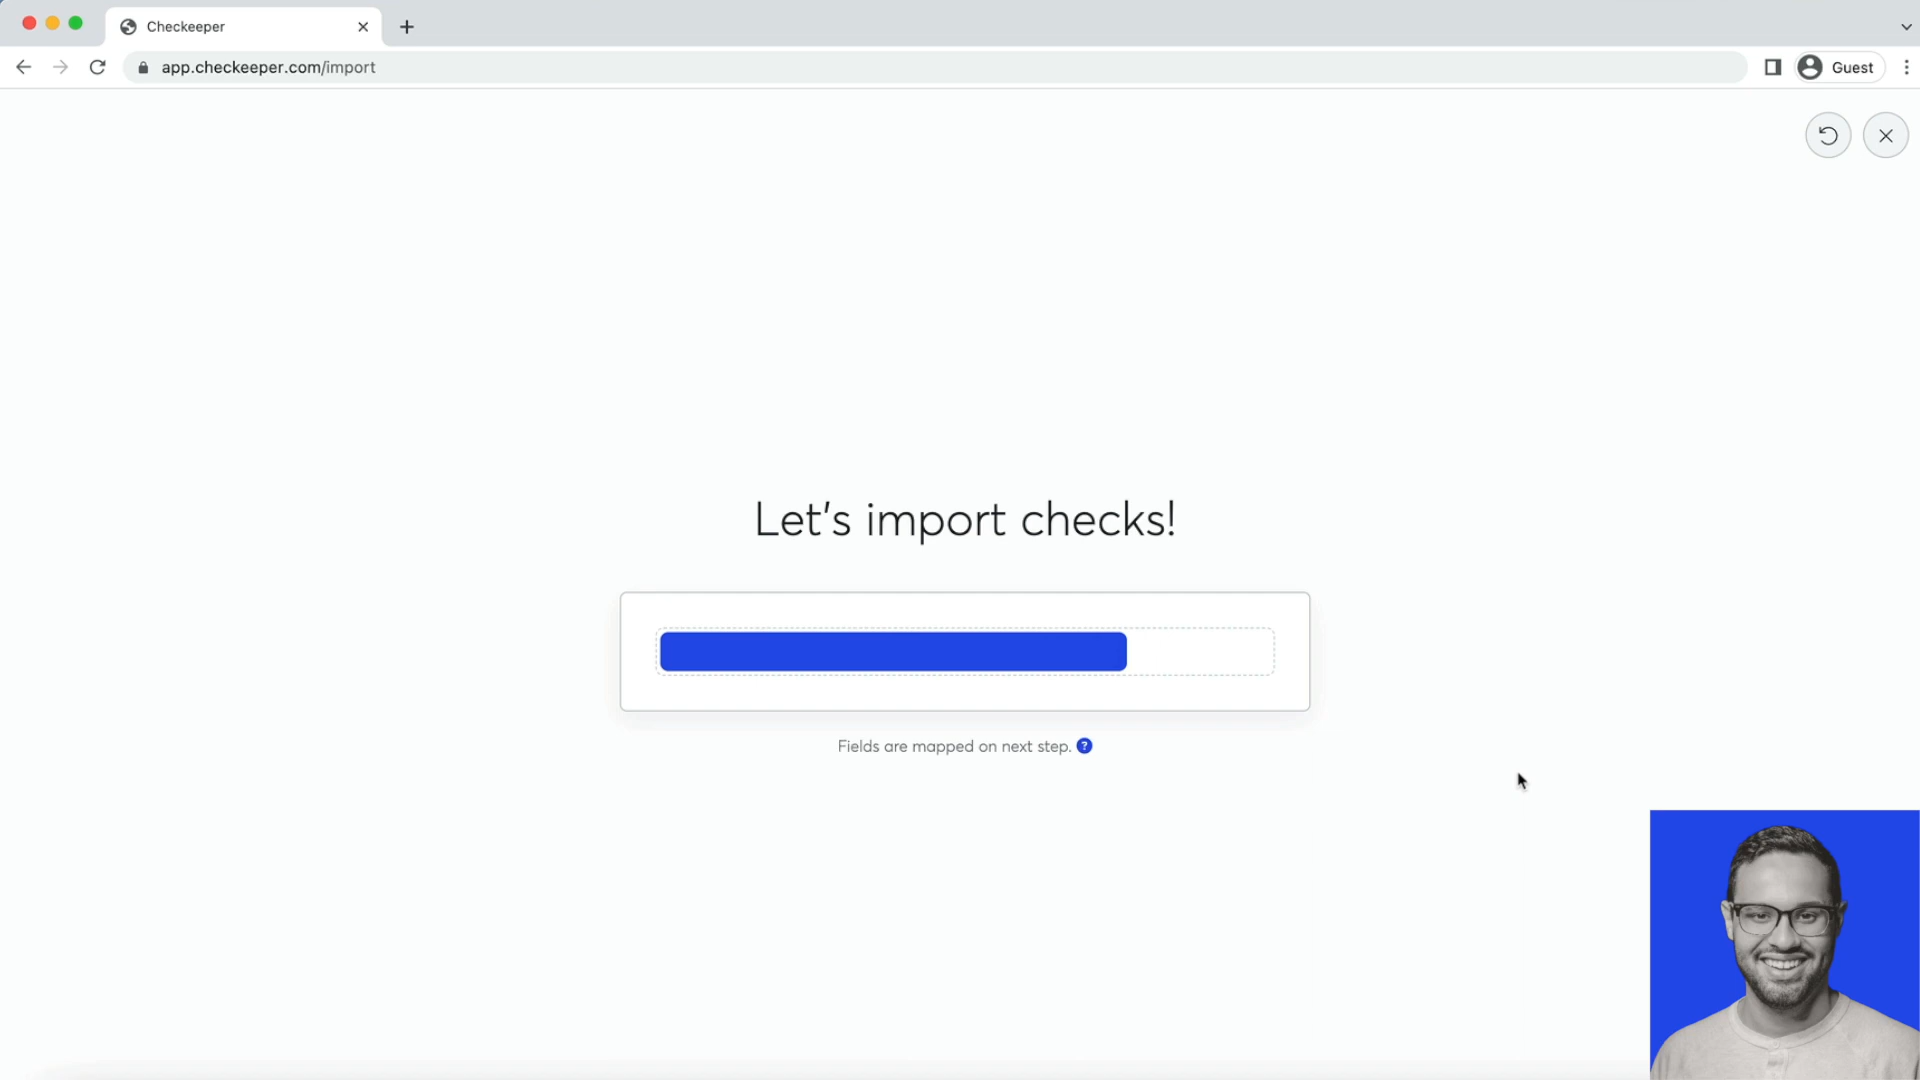 Checkeeper
app.checkeeper.com/import
Guest
Let's import checks!
Fields are mapped on next step. ?